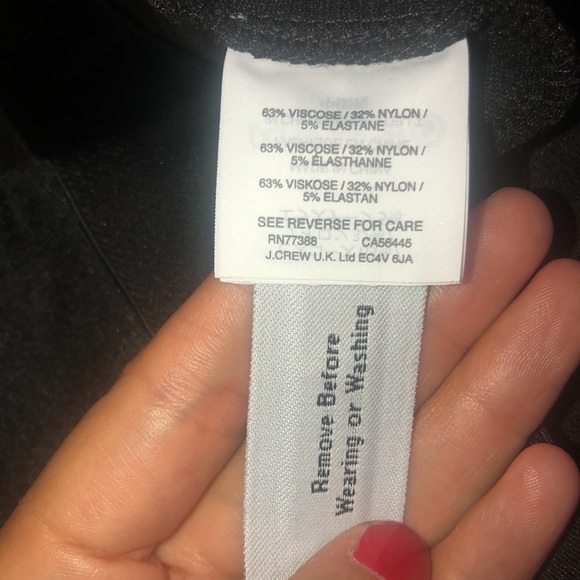 63% VISCOSE / 32% NYLON /
5% ELASTANE
63% VISCOSE / 32% NYLON /
5% ÉLASTHANNE
63% VISKOSE / 32% NYLON /
5% ELASTAN
SEE REVERSE FOR CARE
RN77388 CA56445
J.CREW U.K. Ltd EC4V 6JA
Remove Before
Wearing or Washing